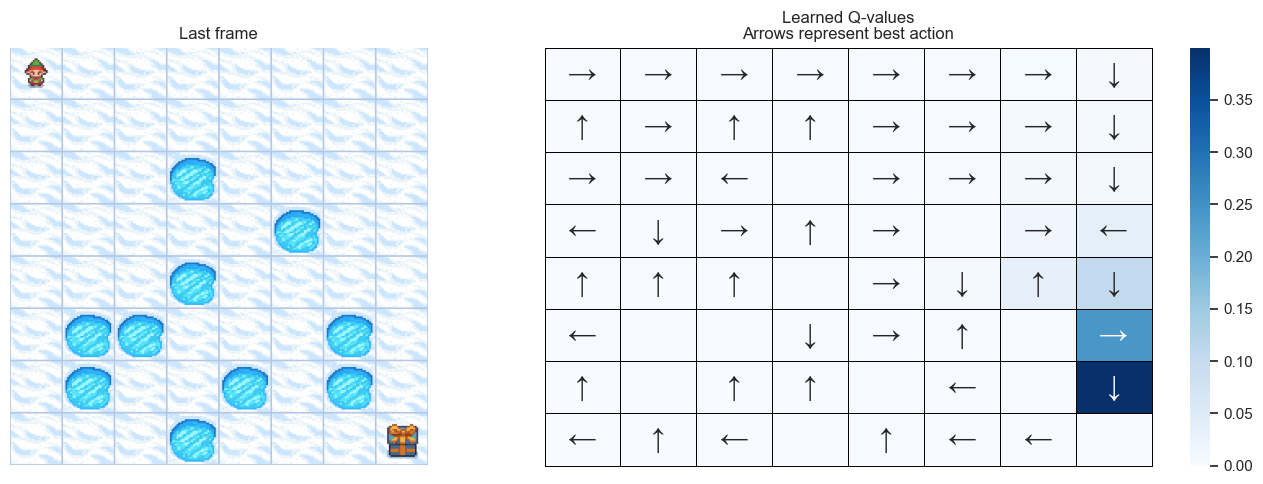 Last frame
Learned Q-values
Arrows represent best action
→ → → → → → → ↓
↑ → ↑ ↑ → → → ↓
→ → ← → → → ↓
← ↓ → ↑ → → ←
↑ ↑ ↑ → ↓ ↑ ↓
← ↓ → ↑ →
↑ ↑ ↑ ← ↓
← ↑ ← ↑ ← ←
0.35
0.30
0.25
0.20
0.15
0.10
0.05
0.00